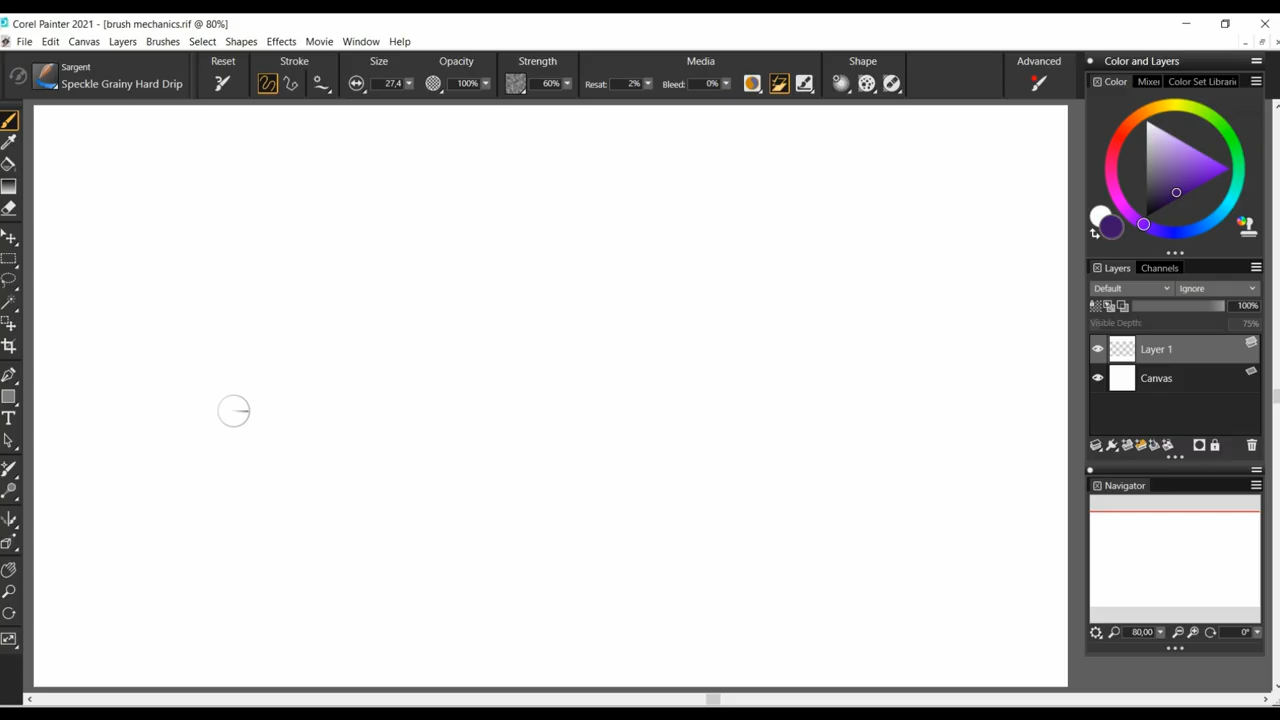 Corel Painter 2021 - [brush mechanics.rif @ 80%]
File Edit Canvas Layers Brushes Select Shapes Effects Movie Window Help
Sargent
Speckle Grainy Hard Drip
Reset
Stroke
Size
27,4
Opacity
100%
Strength
60%
Media
Resat: 2%
Bleed: 0%
Shape
Advanced
Color and Layers
Color Mixe Color Set Librari
Layers Channels
Default Ignore
100%
Visible Depth: 75%
Layer 1
Canvas
Navigator
80,00 0°
T